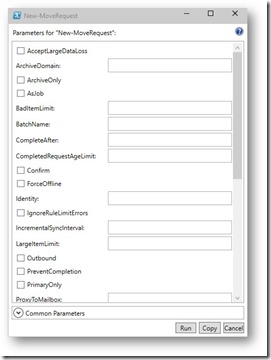 New-MoveRequest
Parameters for "New-MoveRequest":
AcceptLargeDataLoss
ArchiveDomain:
ArchiveOnly
AsJob
BadItemLimit:
BatchName:
CompleteAfter:
CompletedRequestAgeLimit:
Confirm
ForceOffline
Identity:
IgnoreRuleLimitErrors
IncrementalSyncInterval:
LargeItemLimit:
Outbound
PreventCompletion
PrimaryOnly
ProxyToMailbox:
Common Parameters
Run Copy Cancel